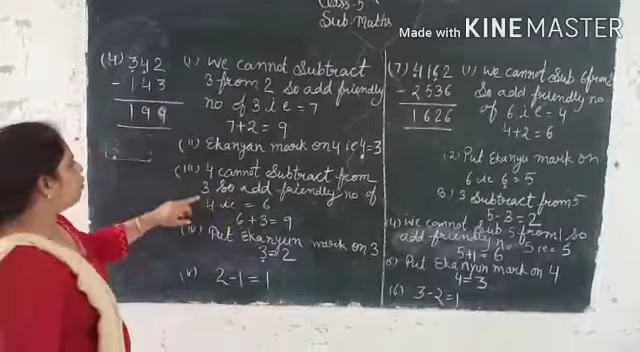 Class-5
Sub. Maths
Made with KINEMASTER
342
- 143
199
(i) We cannot Subtract
3 from 2 so add friendly
no of 3 i.e = 7
7+2 = 9
(ii) Ekanyun mark on 4 i.e 4=3
(iii) 4 cannot Subtract from
3 so add friendly no of
4 ie = 6
6+3=9
(iv) Put Ekanyun mark on 3
3=2
(v) 2-1=1
(7) 4162
- 2536
1626
(1) We cannot Sub. 6 from 2
So add friendly no
of 6 i.e = 4
4+2=6
(2. Put Ekanyu mark on
6 i.e 6=5
3) 3 Subtract from 5
5-3=2
(4) We cannot Sub 5 from 1 so
add friendly no 5 ie = 5
5+1=6
5) Put Ekanyun mark on 4
4=3
(6) 3-2=1